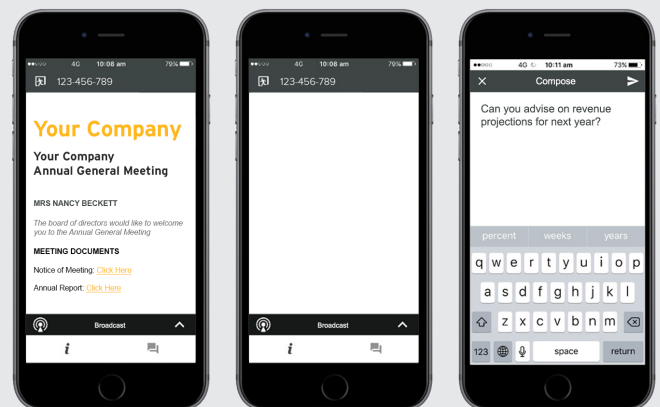 4G 10:08 am 79%
123-456-789
Your Company
Your Company
Annual General Meeting
MRS NANCY BECKETT
The board of directors would like to welcome
you to the Annual General Meeting
MEETING DOCUMENTS
Notice of Meeting: Click Here
Annual Report: Click Here
Broadcast
i
4G 10:08 am 79%
123-456-789
Broadcast
i
4G 10:11 am 73%
Compose
Can you advise on revenue
projections for next year?
percent weeks years
q w e r t y u i o p
a s d f g h j k l
z x c v b n m
123 space return